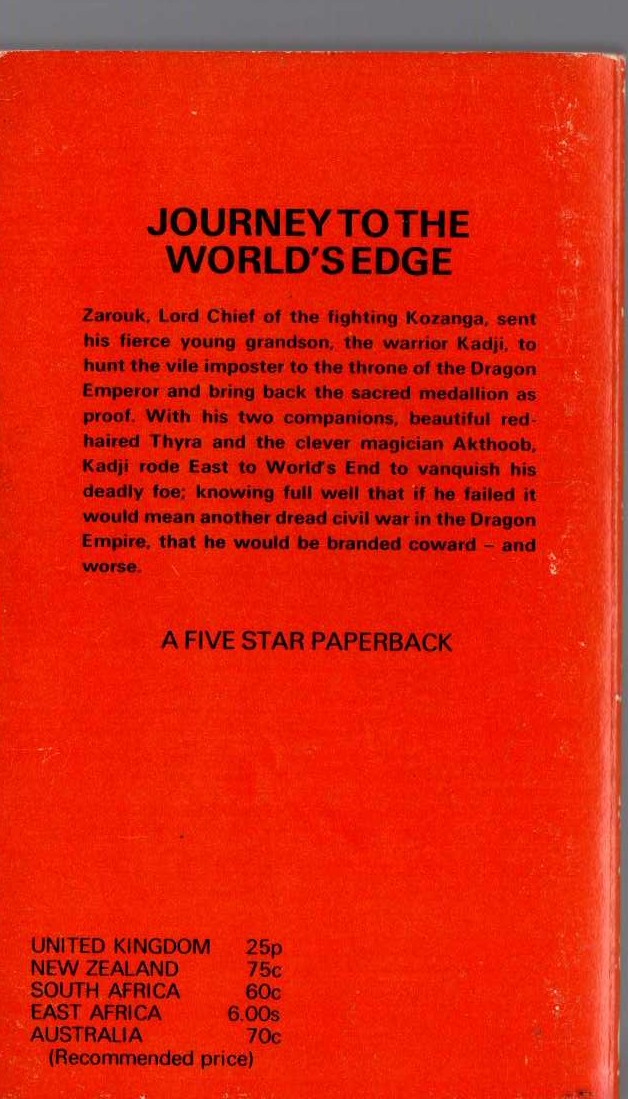 JOURNEY TO THE
WORLD'S EDGE
Zarouk, Lord Chief of the fighting Kozanga, sent
his fierce young grandson, the warrior Kadji, to
hunt the vile imposter to the throne of the Dragon
Emperor and bring back the sacred medallion as
proof. With his two companions, beautiful red-
haired Thyra and the clever magician Akthoob,
Kadji rode East to World's End to vanquish his
deadly foe; knowing full well that if he failed it
would mean another dread civil war in the Dragon
Empire, that he would be branded coward – and
worse.
A FIVE STAR PAPERBACK
UNITED KINGDOM 25p
NEW ZEALAND 75c
SOUTH AFRICA 60c
EAST AFRICA 6.00s
AUSTRALIA 70c
(Recommended price)